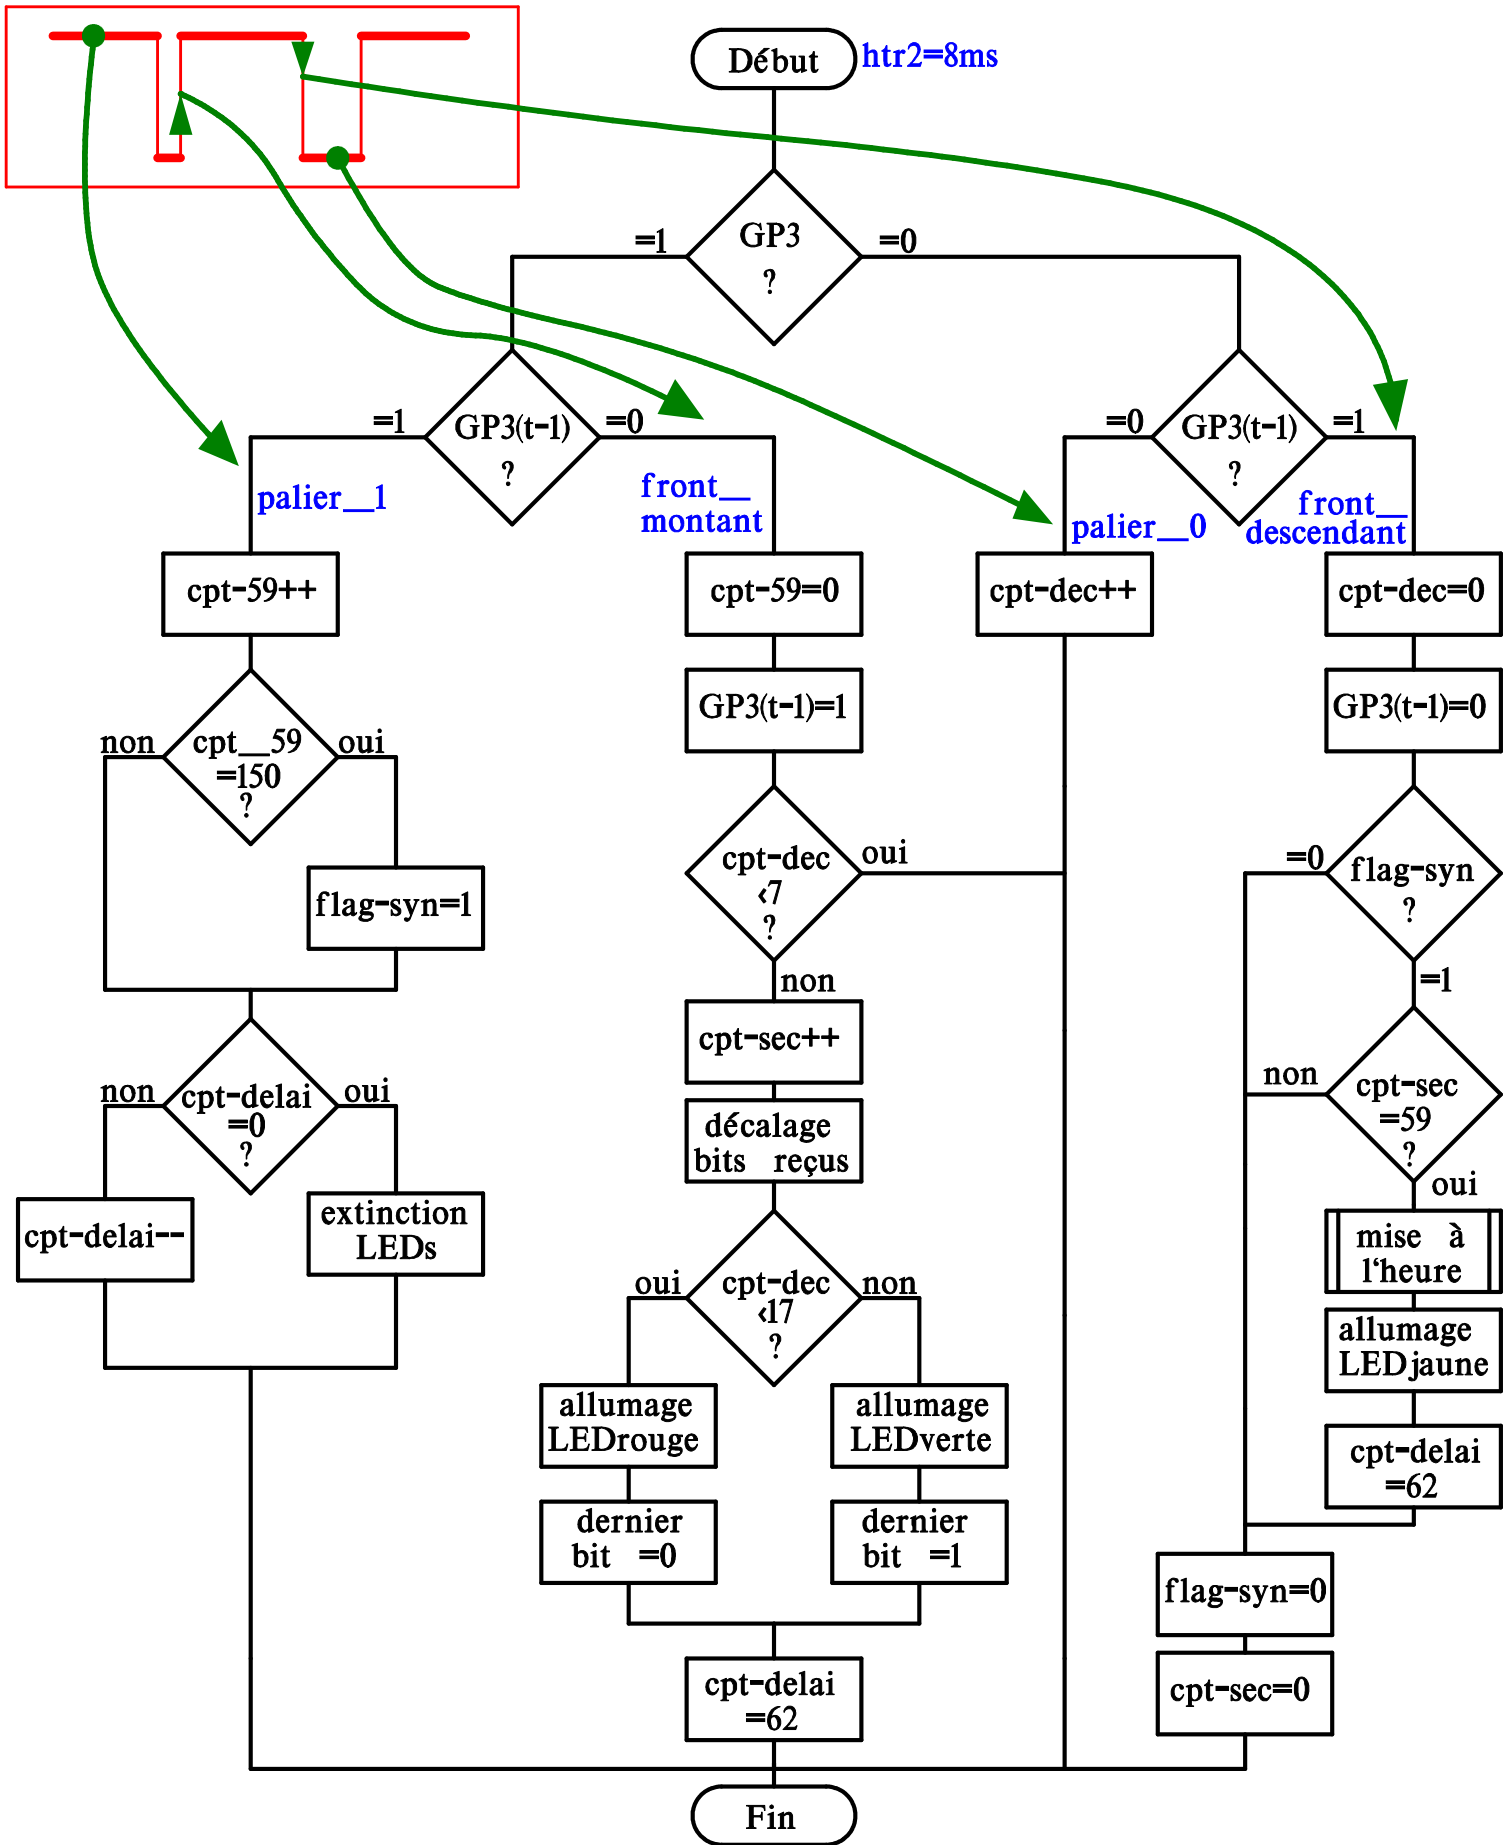 Début
htr2=8ms
GP3
?
=1
=0
GP3(t-1)
?
=1
=0
GP3(t-1)
?
=0
=1
palier_1
front_
montant
palier_0
front_
descendant
cpt-59++
cpt-59=0
cpt-dec++
cpt-dec=0
GP3(t-1)=1
GP3(t-1)=0
non
cpt_59
=150
?
oui
flag-syn=1
cpt-dec
<7
?
oui
non
=0
flag-syn
?
=1
cpt-sec++
décalage
bits reçus
non
cpt-delai
=0
?
oui
cpt-delai--
extinction
LEDs
non
cpt-sec
=59
?
oui
mise à
l'heure
allumage
LEDjaune
cpt-delai
=62
oui
cpt-dec
<17
?
non
allumage
LEDrouge
allumage
LEDverte
dernier
bit =0
dernier
bit =1
cpt-delai
=62
flag-syn=0
cpt-sec=0
Fin